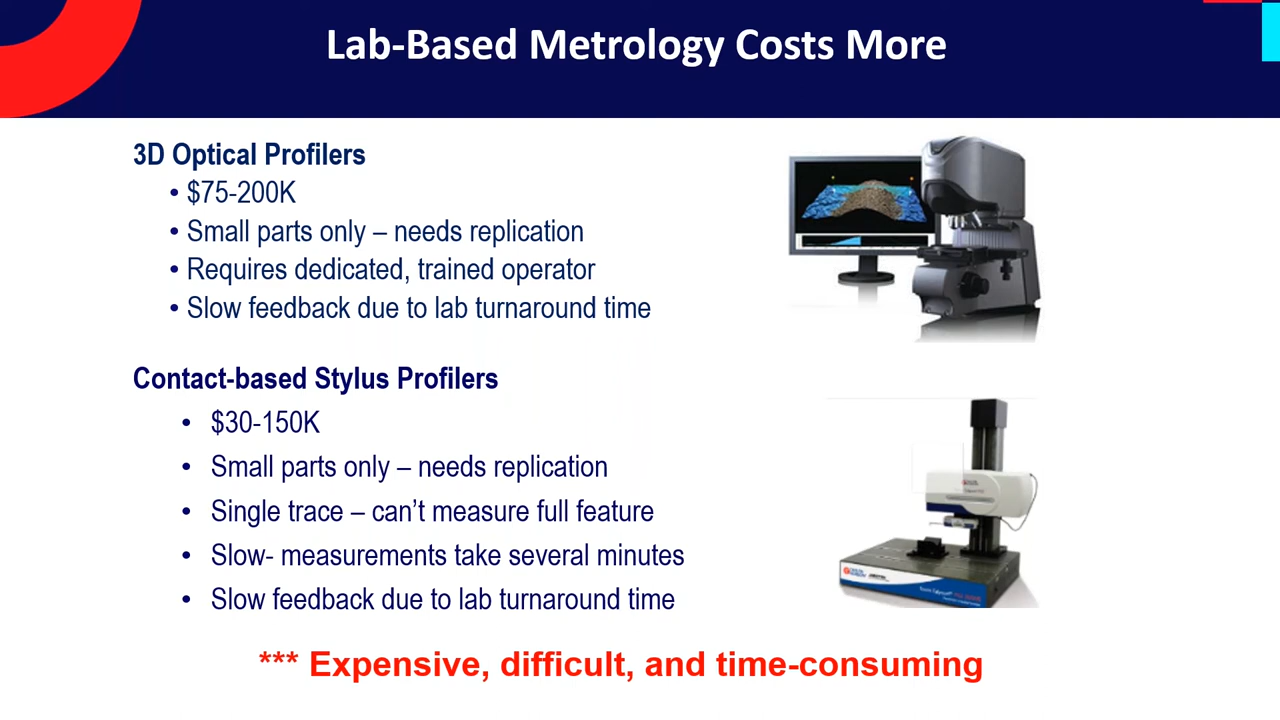 Lab-Based Metrology Costs More
3D Optical Profilers
• $75-200K
• Small parts only – needs replication
• Requires dedicated, trained operator
• Slow feedback due to lab turnaround time
Contact-based Stylus Profilers
• $30-150K
• Small parts only – needs replication
• Single trace – can’t measure full feature
• Slow- measurements take several minutes
• Slow feedback due to lab turnaround time
*** Expensive, difficult, and time-consuming